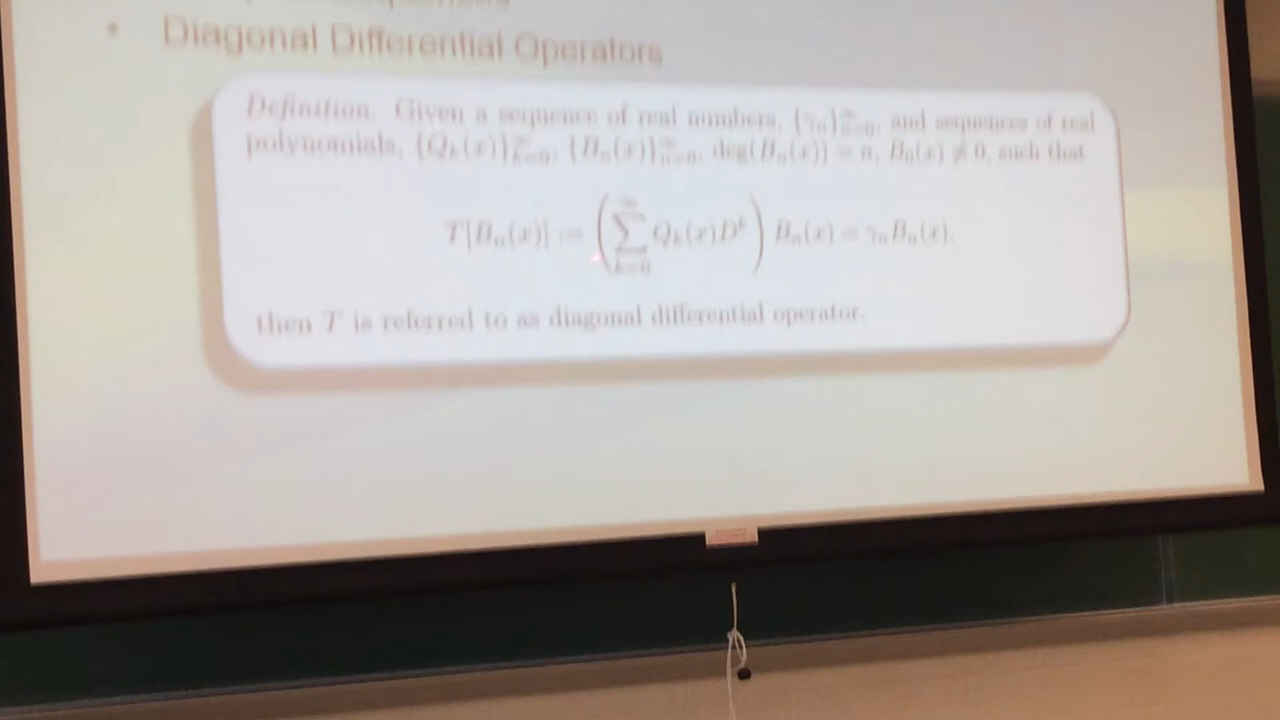 • Diagonal Differential Operators
Definition. Given a sequence of real numbers, {γₙ}∞ₙ₌₀, and sequences of real
polynomials, {Qₖ(x)}∞ₖ₌₀, {Bₙ(x)}∞ₙ₌₀, deg(Bₙ(x)) = n, B₀(x) ≢ 0, such that
T[Bₙ(x)] := (∑∞ₖ₌₀ Qₖ(x)Dᵏ) Bₙ(x) = γₙBₙ(x),
then T is referred to as diagonal differential operator.